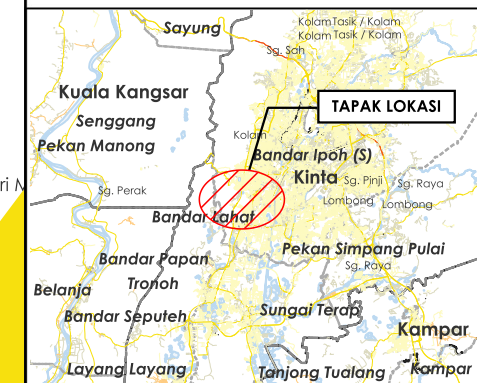 Sayung
Kolam Tasik / Kolam
Kolam Tasik / Kolam
Sg. Sah
Kuala Kangsar
TAPAK LOKASI
Senggang
Kolam
Pekan Manong
Bandar Ipoh (S)
Kinta
Sg. Pinji
Sg. Raya
ri M
Sg. Perak
Lombong
Lombong
Bandar Lahat
Pekan Simpang Pulai
Bandar Papan
Sg. Raya
Tronoh
Belanja
Sungai Terap
Bandar Seputeh
Kampar
Layang Layang
Tanjong Tualang
Kampar